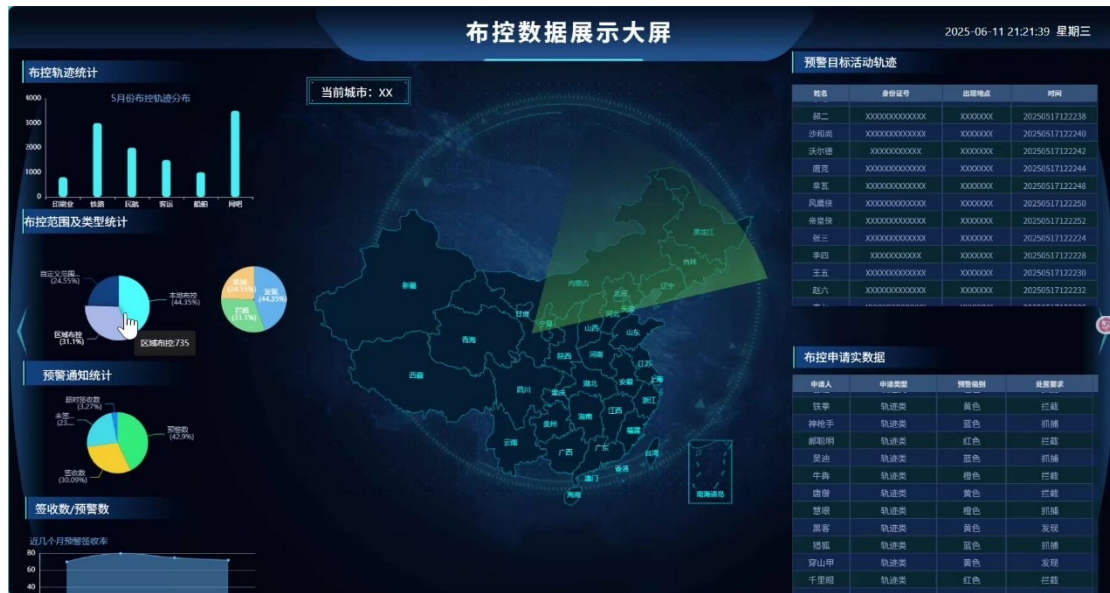 布控数据展示大屏
2025-06-11 21:21:39 星期三
布控轨迹统计
5月份布控轨迹分布
4000
3000
2000
1000
0
印章业 铁路 民航 客运 船舶 网吧
布控范围及类型统计
自定义范围...
(24.55%)
本地布控
(44.35%)
区域布控
(31.1%)
区域布控:735
(24.55%)
发现
(44.35%)
拦截
(31.1%)
预警通知统计
超时签收数
(3.27%)
未签...
(23....
预警数
(42.9%)
签收数
(30.09%)
签收数/预警数
近几个月预警签收率
80
60
40
当前城市：XX
黑龙江
吉林
辽宁
内蒙古
北京
天津
河北
新疆
甘肃
宁夏
山西
山东
青海
陕西
河南
江苏
西藏
四川
重庆
湖北
安徽
上海
浙江
湖南
江西
贵州
福建
云南
广西
广东
台湾
香港
澳门
海南
南海诸岛
预警目标活动轨迹
姓名 身份证号 出现地点 时间
郝二 XXXXXXXXXXXXX XXXXXXX 20250517122238
沙和尚 XXXXXXXXXXXXX XXXXXXX 20250517122240
沃尔德 XXXXXXXXXXX XXXXXXX 20250517122242
唐克 XXXXXXXXXXXXX XXXXXXX 20250517122244
XXXXXXXXXXXXX XXXXXXX 20250517122248
风魔侠 XXXXXXXXXXXXX XXXXXXX 20250517122250
帝皇侠 XXXXXXXXXXXXX XXXXXXX 20250517122252
张三 XXXXXXXXXXXXX XXXXXXX 20250517122224
李四 XXXXXXXXXXX XXXXXXX 20250517122228
王五 XXXXXXXXXXXXX XXXXXXX 20250517122230
赵六 XXXXXXXXXXXXX XXXXXXX 20250517122232
布控申请实数据
申请人 申请类型 预警级别 处置要求
铁拳 轨迹类 黄色 拦截
神枪手 轨迹类 蓝色 抓捕
郝聪明 轨迹类 红色 拦截
吴迪 轨迹类 蓝色 抓捕
牛犇 轨迹类 橙色 拦截
唐僧 轨迹类 黄色 拦截
慧眼 轨迹类 橙色 抓捕
黑客 轨迹类 黄色 发现
猎狐 轨迹类 蓝色 抓捕
穿山甲 轨迹类 黄色 发现
千里眼 轨迹类 红色 拦截